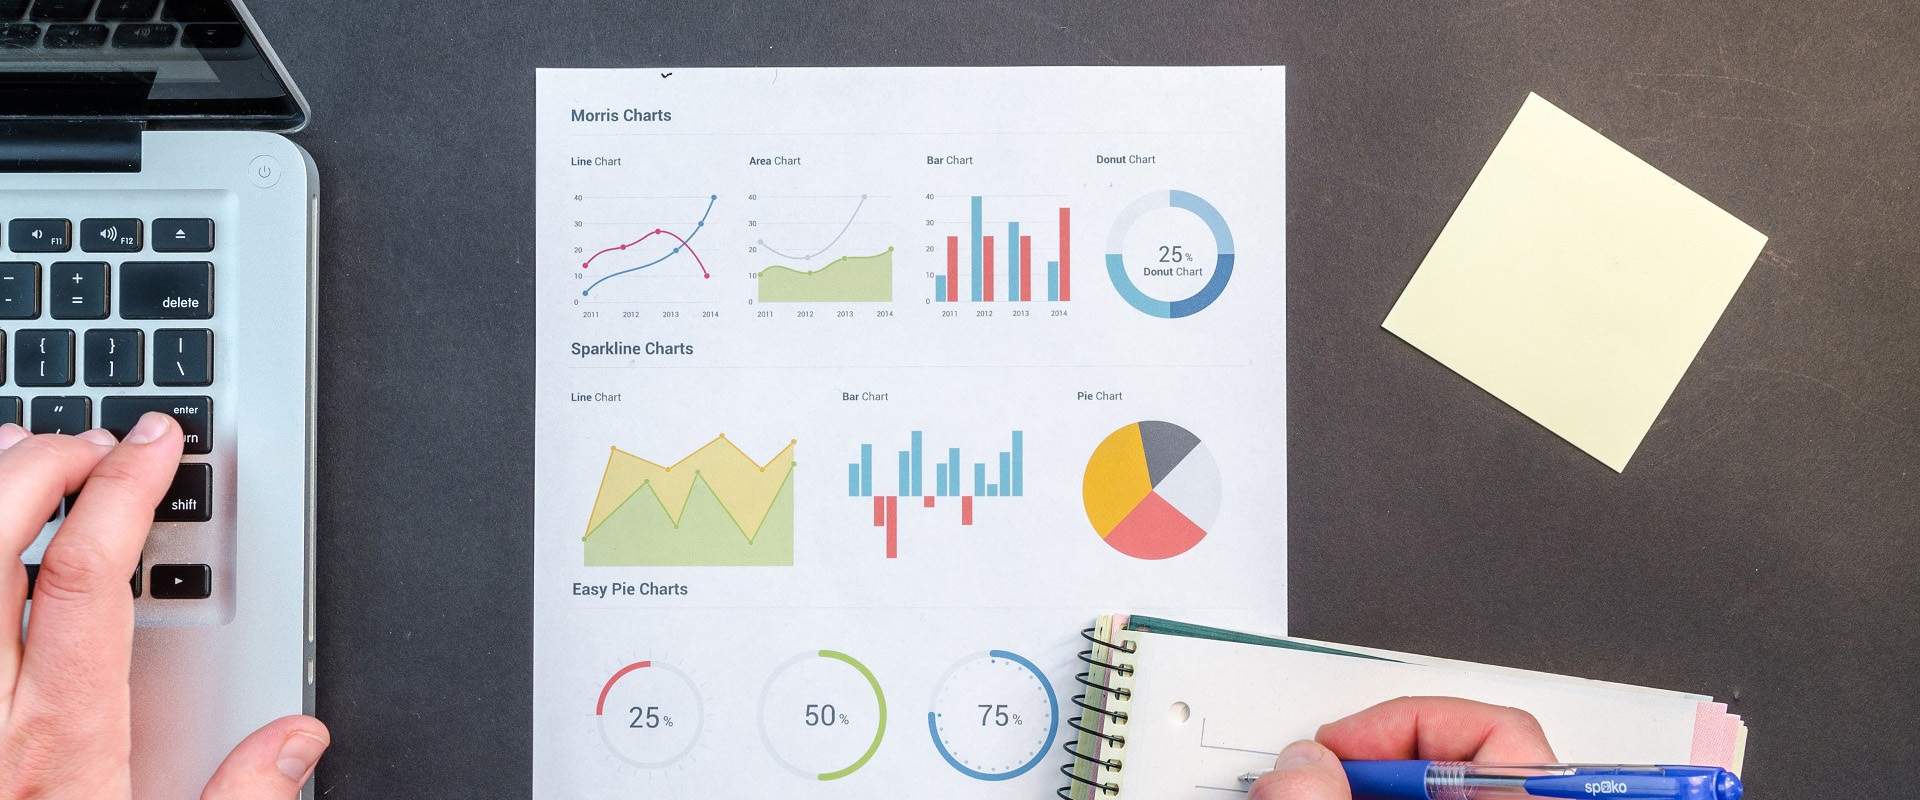 Morris Charts
Line Chart
Area Chart
Bar Chart
Donut Chart
40
30
20
10
0
2011 2012 2013 2014
40
30
20
10
0
2011 2012 2013 2014
40
30
20
10
0
2011 2012 2013 2014
25%
Donut Chart
Sparkline Charts
Line Chart
Bar Chart
Pie Chart
Easy Pie Charts
25%
50%
75%
F11
F12
+
=
delete
{
[
}
]
|
\
"
enter
shift
spoko